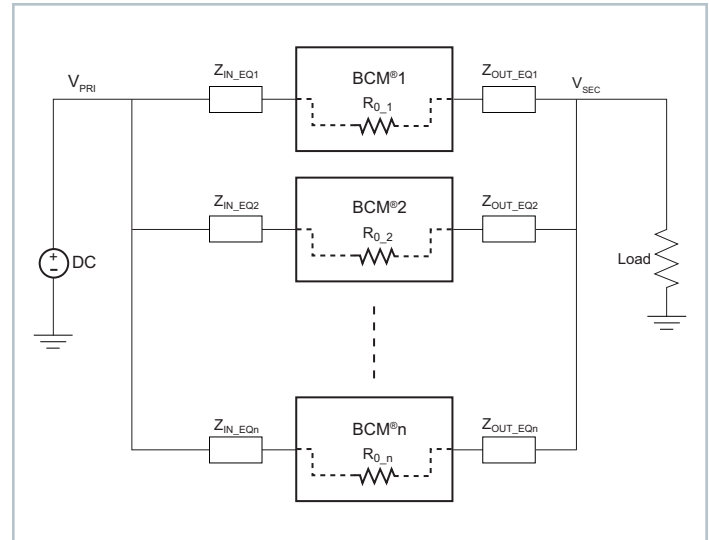 V_PRI
Z_IN_EQ1
BCM®1
R_0_1
Z_OUT_EQ1
V_SEC
Z_IN_EQ2
BCM®2
R_0_2
Z_OUT_EQ2
+
-
DC
Load
Z_IN_EQn
BCM®n
R_0_n
Z_OUT_EQn